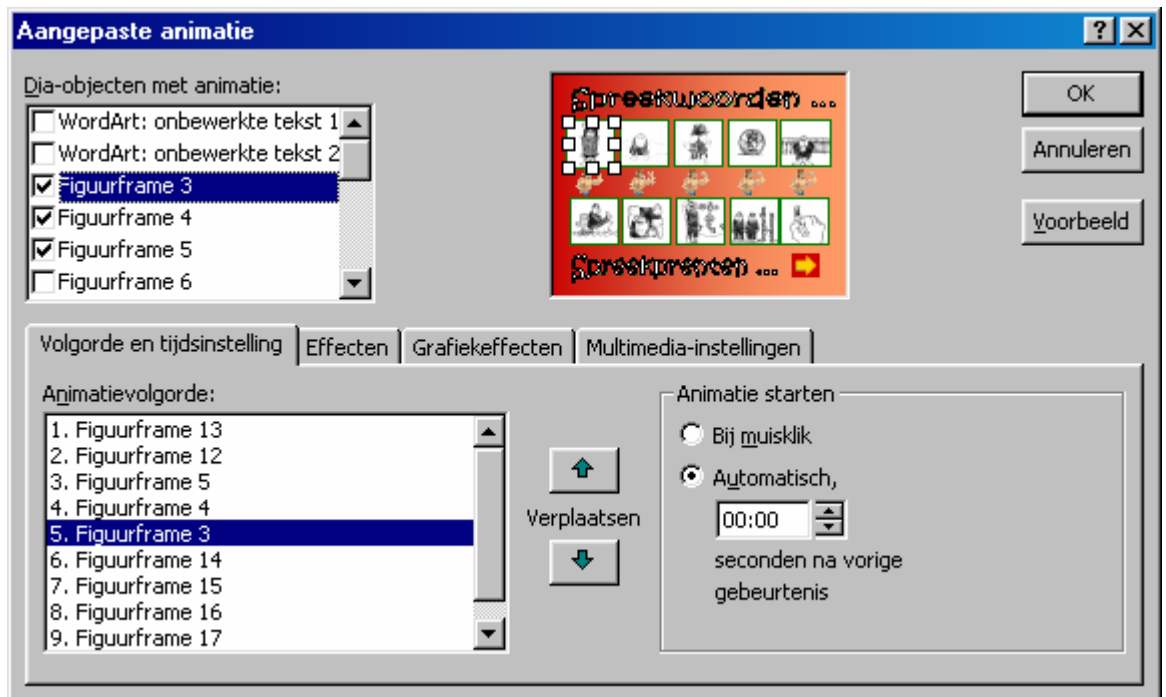 Aangepaste animatie
Dia-objecten met animatie:
WordArt: onbewerkte tekst 1
WordArt: onbewerkte tekst 2
Figuurframe 3
Figuurframe 4
Figuurframe 5
Figuurframe 6
Spreekwoorden ...
Spreekprenten ...
OK
Annuleren
Voorbeeld
Volgorde en tijdsinstelling
Effecten
Grafiekeffecten
Multimedia-instellingen
Animatievolgorde:
1. Figuurframe 13
2. Figuurframe 12
3. Figuurframe 5
4. Figuurframe 4
5. Figuurframe 3
6. Figuurframe 14
7. Figuurframe 15
8. Figuurframe 16
9. Figuurframe 17
Verplaatsen
Animatie starten
Bij muisklik
Automatisch,
00:00
seconden na vorige
gebeurtenis